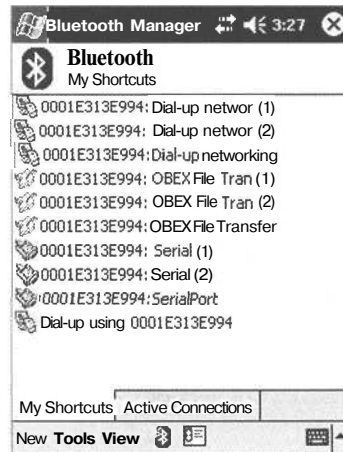 Bluetooth Manager 3:27
Bluetooth
My Shortcuts
0001E313E994: Dial-up networ (1)
0001E313E994: Dial-up networ (2)
0001E313E994:Dial-up networking
0001E313E994: OBEX File Tran (1)
0001E313E994: OBEX File Tran (2)
0001E313E994: OBEX File Transfer
0001E313E994: Serial (1)
0001E313E994: Serial (2)
0001E313E994:SerialPort
Dial-up using 0001E313E994
My Shortcuts Active Connections
New Tools View